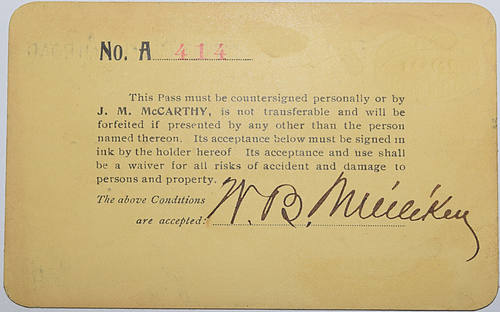 No. A 414
This Pass must be countersigned personally or by
J. M. McCARTHY, is not transferable and will be
forfeited if presented by any other than the person
named thereon. Its acceptance below must be signed in
ink by the holder hereof Its acceptance and use shall
be a waiver for all risks of accident and damage to
persons and property.
The above Conditions
are accepted: W. B. Milliken